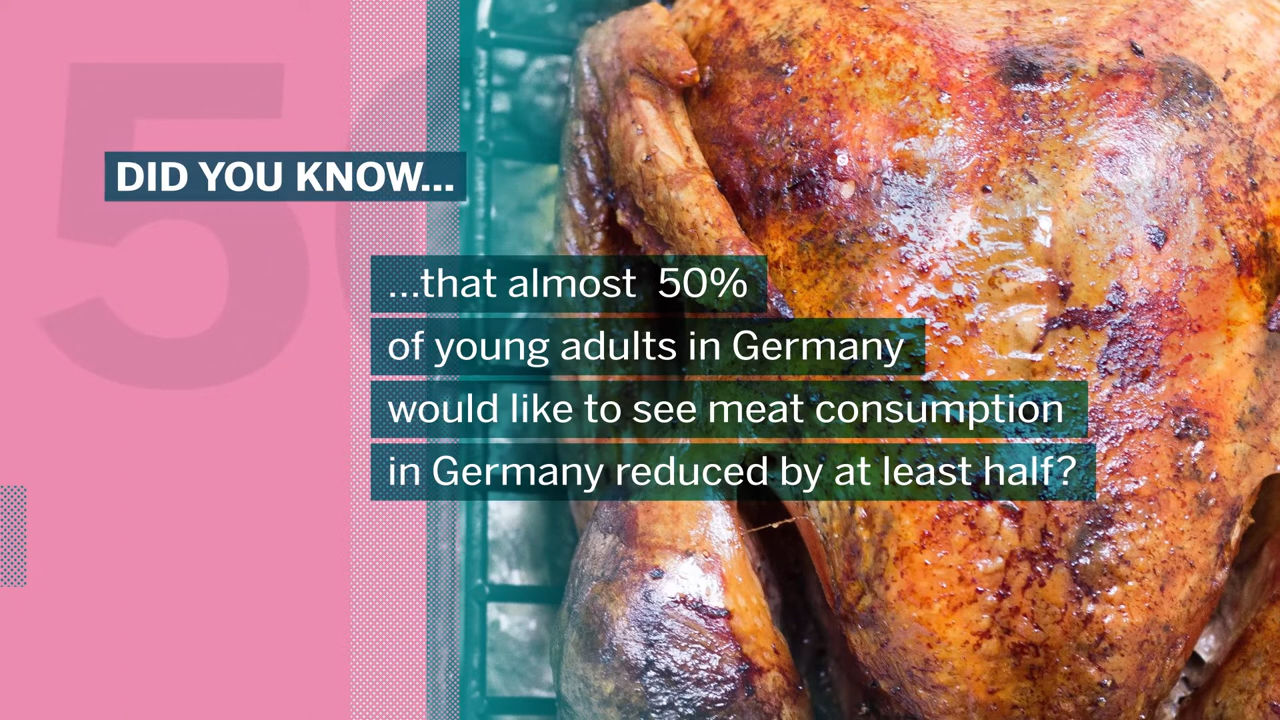 50
DID YOU KNOW...
...that almost 50%
of young adults in Germany
would like to see meat consumption
in Germany reduced by at least half?